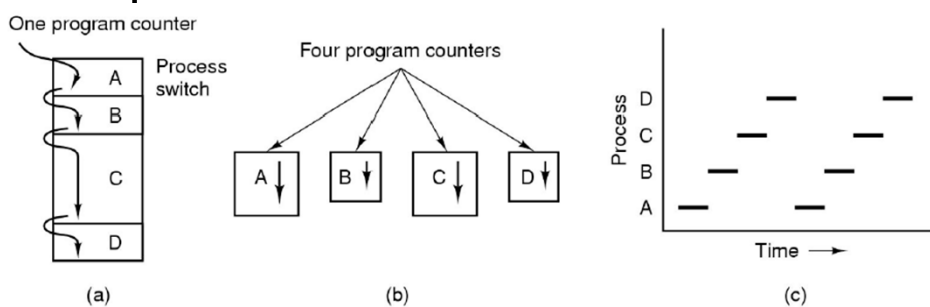 One program counter
Process
switch
A
B
C
D
(a)
Four program counters
A
B
C
D
(b)
Process
D
C
B
A
Time
(c)